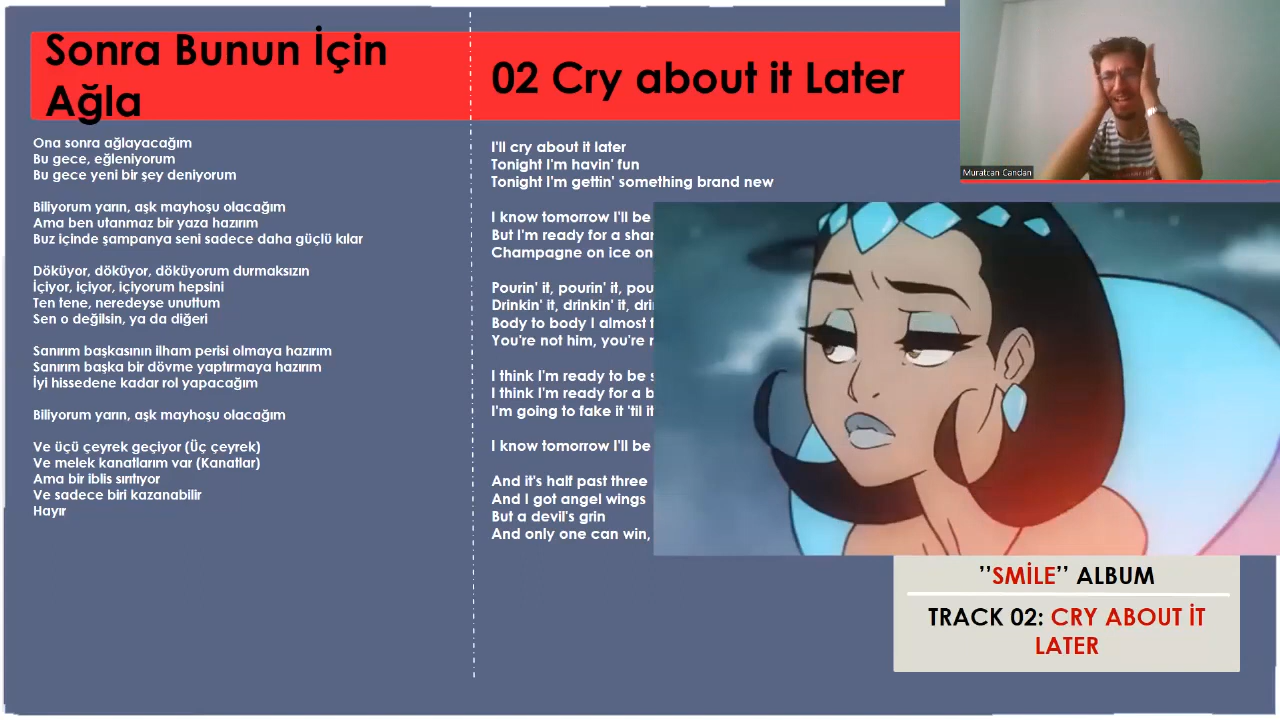 Sonra Bunun İçin
Ağla
Ona sonra ağlayacağım
Bu gece, eğleniyorum
Bu gece yeni bir şey deniyorum
Biliyorum yarın, aşk mayhoşu olacağım
Ama ben utanmaz bir yaza hazırım
Buz içinde şampanya seni sadece daha güçlü kılar
Döküyor, döküyor, döküyorum durmaksızın
İçiyor, içiyor, içiyorum hepsini
Ten tene, neredeyse unuttum
Sen o değilsin, ya da diğeri
Sanırım başkasının ilham perisi olmaya hazırım
Sanırım başka bir dövme yaptırmaya hazırım
İyi hissedene kadar rol yapacağım
Biliyorum yarın, aşk mayhoşu olacağım
Ve üçü çeyrek geçiyor (Üç çeyrek)
Ve melek kanatlarım var (Kanatlar)
Ama bir iblis sırıtıyor
Ve sadece biri kazanabilir
Hayır
02 Cry about it Later
I'll cry about it later
Tonight I'm havin' fun
Tonight I'm gettin' something brand new
I know tomorrow I'll be
But I'm ready for a
Champagne on ice on
Pourin' it, pourin' it,
Drinkin' it, drinkin' it,
Body to body I almost
You're not him, you're
I think I'm ready to be
I think I'm ready for a
I'm going to fake it 'til it
I know tomorrow I'll be
And it's half past three
And I got angel wings
But a devil's grin
And only one can win,
Muratcan Candan
’’SMİLE’’ ALBUM
TRACK 02: CRY ABOUT İT
LATER